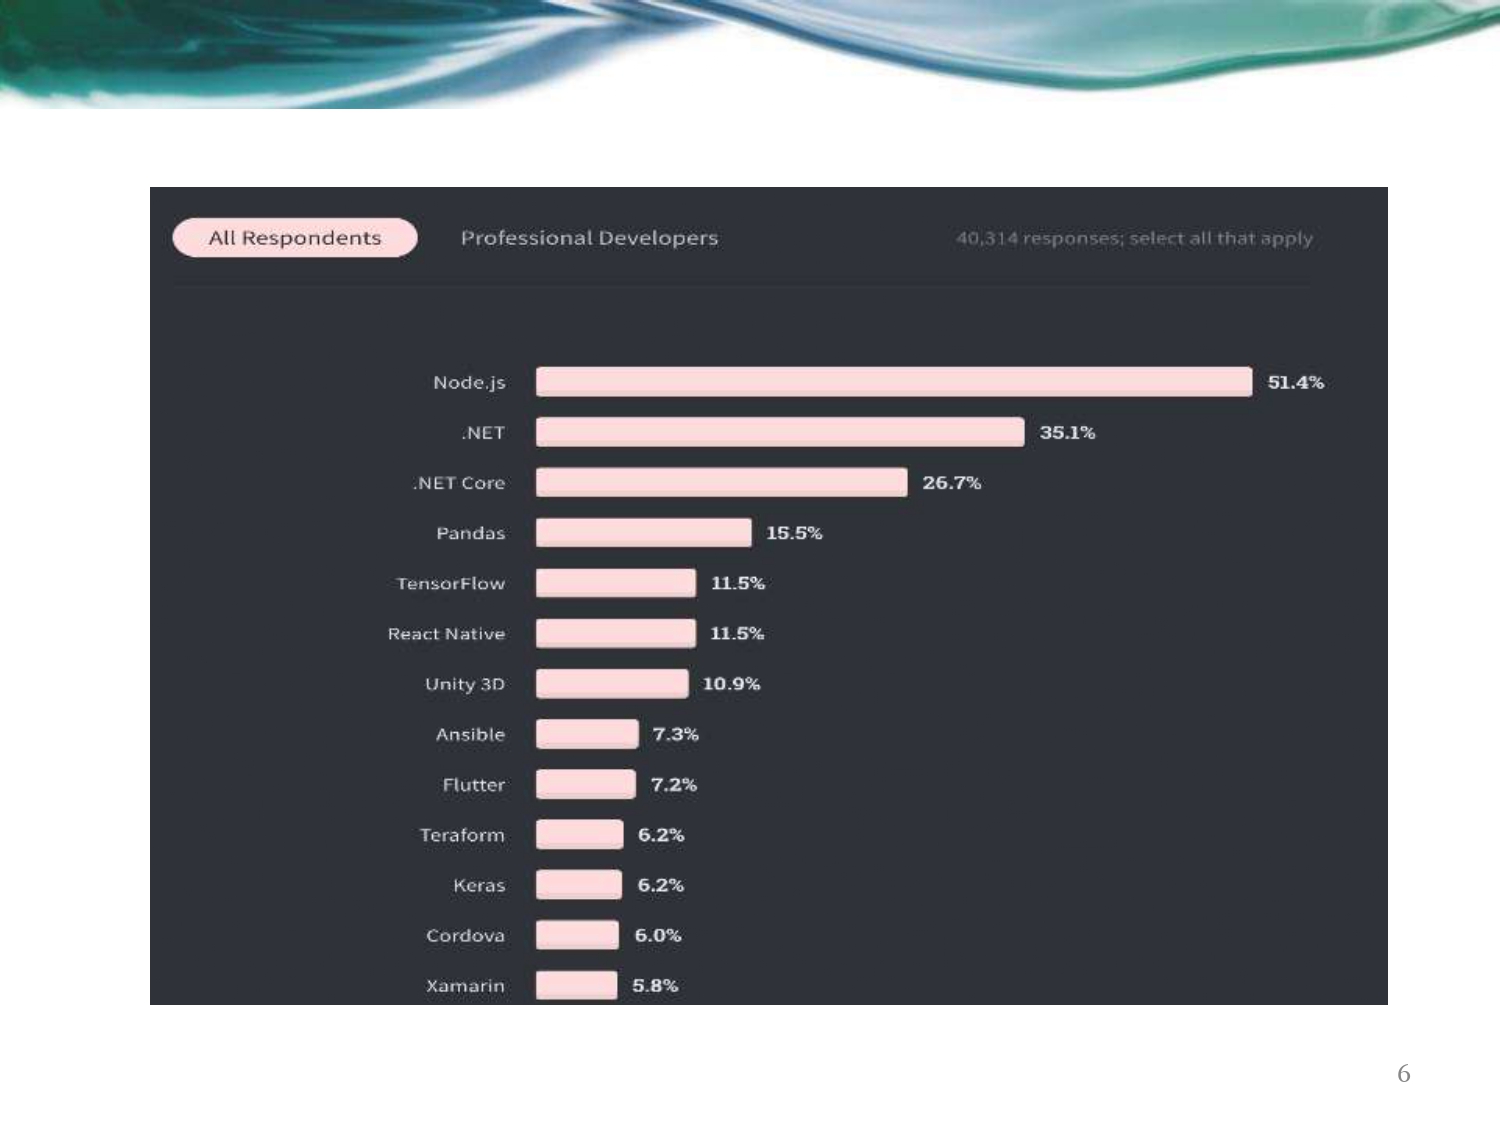 All Respondents Professional Developers 40,314 responses; select all that apply
Node.js 51.4%
.NET 35.1%
.NET Core 26.7%
Pandas 15.5%
TensorFlow 11.5%
React Native 11.5%
Unity 3D 10.9%
Ansible 7.3%
Flutter 7.2%
Teraform 6.2%
Keras 6.2%
Cordova 6.0%
Xamarin 5.8%
6